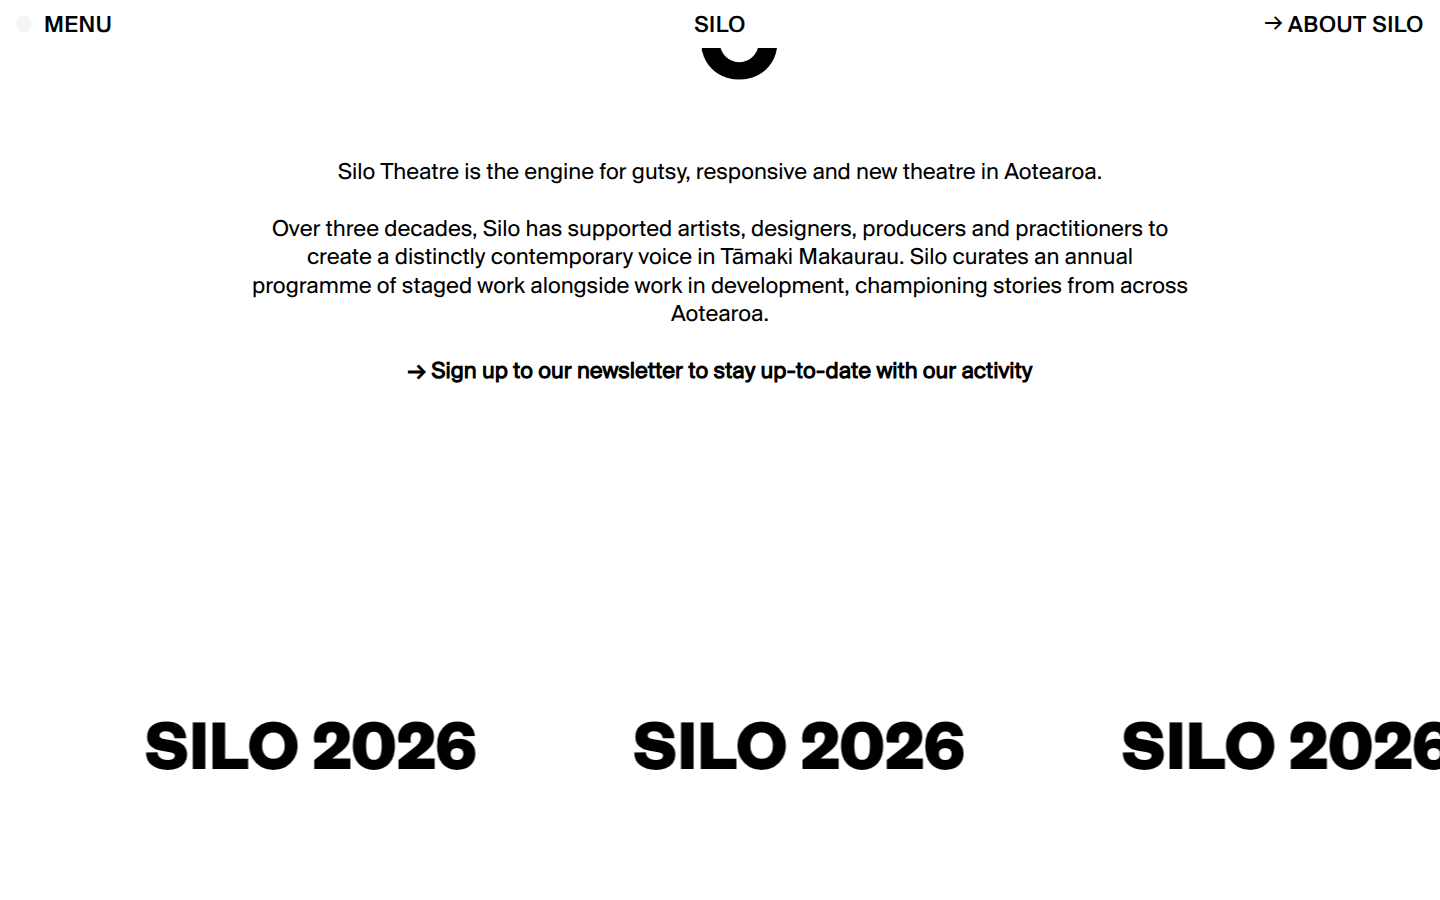 MENU
SILO
→ ABOUT SILO
Silo Theatre is the engine for gutsy, responsive and new theatre in Aotearoa.
Over three decades, Silo has supported artists, designers, producers and practitioners to
create a distinctly contemporary voice in Tāmaki Makaurau. Silo curates an annual
programme of staged work alongside work in development, championing stories from across
Aotearoa.
→ Sign up to our newsletter to stay up-to-date with our activity
SILO 2026 SILO 2026 SILO 2026